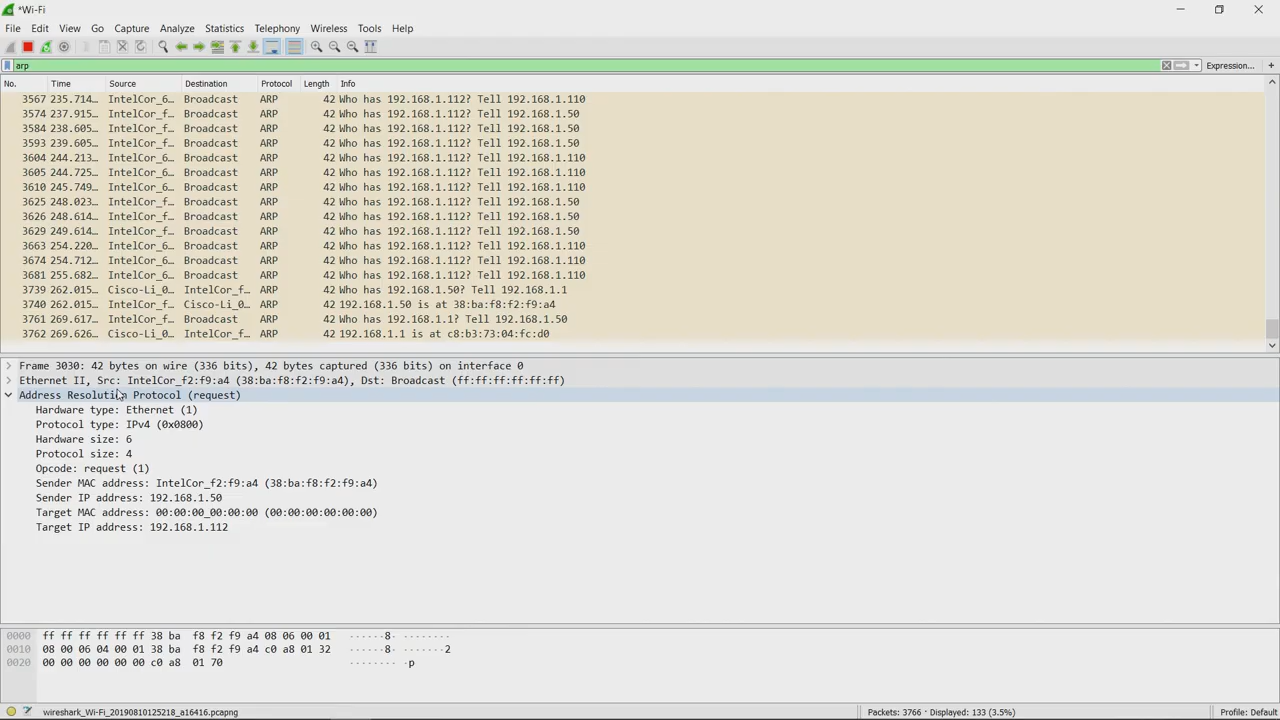 *Wi-Fi
File Edit View Go Capture Analyze Statistics Telephony Wireless Tools Help
arp Expression... +
No. Time Source Destination Protocol Length Info
3567 235.714… IntelCor_6… Broadcast ARP 42 Who has 192.168.1.112? Tell 192.168.1.110
3574 237.915… IntelCor_f… Broadcast ARP 42 Who has 192.168.1.112? Tell 192.168.1.50
3584 238.605… IntelCor_f… Broadcast ARP 42 Who has 192.168.1.112? Tell 192.168.1.50
3593 239.605… IntelCor_f… Broadcast ARP 42 Who has 192.168.1.112? Tell 192.168.1.50
3604 244.213… IntelCor_6… Broadcast ARP 42 Who has 192.168.1.112? Tell 192.168.1.110
3605 244.725… IntelCor_6… Broadcast ARP 42 Who has 192.168.1.112? Tell 192.168.1.110
3610 245.749… IntelCor_6… Broadcast ARP 42 Who has 192.168.1.112? Tell 192.168.1.110
3625 248.023… IntelCor_f… Broadcast ARP 42 Who has 192.168.1.112? Tell 192.168.1.50
3626 248.614… IntelCor_f… Broadcast ARP 42 Who has 192.168.1.112? Tell 192.168.1.50
3629 249.614… IntelCor_f… Broadcast ARP 42 Who has 192.168.1.112? Tell 192.168.1.50
3663 254.220… IntelCor_6… Broadcast ARP 42 Who has 192.168.1.112? Tell 192.168.1.110
3674 254.712… IntelCor_6… Broadcast ARP 42 Who has 192.168.1.112? Tell 192.168.1.110
3681 255.682… IntelCor_6… Broadcast ARP 42 Who has 192.168.1.112? Tell 192.168.1.110
3739 262.015… Cisco-Li_0… IntelCor_f… ARP 42 Who has 192.168.1.50? Tell 192.168.1.1
3740 262.015… IntelCor_f… Cisco-Li_0… ARP 42 192.168.1.50 is at 38:ba:f8:f2:f9:a4
3761 269.617… IntelCor_f… Broadcast ARP 42 Who has 192.168.1.1? Tell 192.168.1.50
3762 269.626… Cisco-Li_0… IntelCor_f… ARP 42 192.168.1.1 is at c8:b3:73:04:fc:d0
Frame 3030: 42 bytes on wire (336 bits), 42 bytes captured (336 bits) on interface 0
Ethernet II, Src: IntelCor_f2:f9:a4 (38:ba:f8:f2:f9:a4), Dst: Broadcast (ff:ff:ff:ff:ff:ff)
Address Resolution Protocol (request)
Hardware type: Ethernet (1)
Protocol type: IPv4 (0x0800)
Hardware size: 6
Protocol size: 4
Opcode: request (1)
Sender MAC address: IntelCor_f2:f9:a4 (38:ba:f8:f2:f9:a4)
Sender IP address: 192.168.1.50
Target MAC address: 00:00:00_00:00:00 (00:00:00:00:00:00)
Target IP address: 192.168.1.112
0000 ff ff ff ff ff ff 38 ba f8 f2 f9 a4 08 06 00 01 ······8· ········
0010 08 00 06 04 00 01 38 ba f8 f2 f9 a4 c0 a8 01 32 ······8· ·······2
0020 00 00 00 00 00 00 c0 a8 01 70 ········ ·p
wireshark_Wi-Fi_20190810125218_a16416.pcapng Packets: 3766 · Displayed: 133 (3.5%) Profile: Default